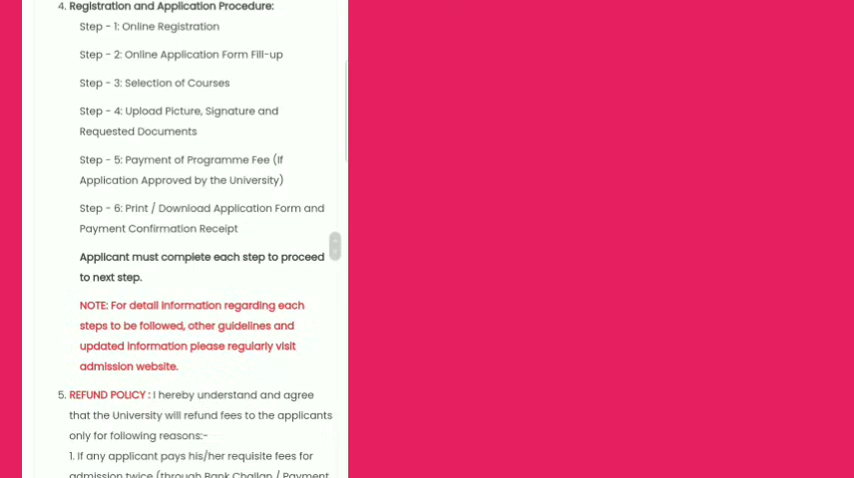 4. Registration and Application Procedure:
Step - 1: Online Registration
Step - 2: Online Application Form Fill-up
Step - 3: Selection of Courses
Step - 4: Upload Picture, Signature and
Requested Documents
Step - 5: Payment of Programme Fee (If
Application Approved by the University)
Step - 6: Print / Download Application Form and
Payment Confirmation Receipt
Applicant must complete each step to proceed
to next step.
NOTE: For detail information regarding each
steps to be followed, other guidelines and
updated information please regularly visit
admission website.
5. REFUND POLICY : I hereby understand and agree
that the University will refund fees to the applicants
only for following reasons:-
1. If any applicant pays his/her requisite fees for
admission twice (through Bank Challan / Payment